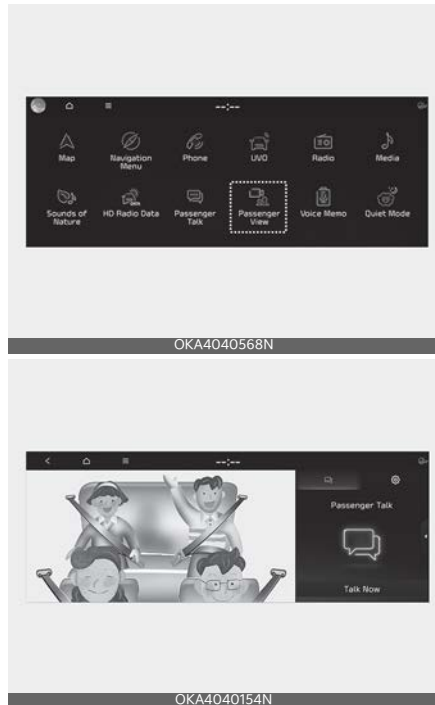 --:--
Map
Navigation
Menu
Phone
UVO
Radio
Media
Sounds of
Nature
HD Radio Data
Passenger
Talk
Passenger
View
Voice Memo
Quiet Mode
OKA4040568N
--:--
Passenger Talk
Talk Now
OKA4040154N